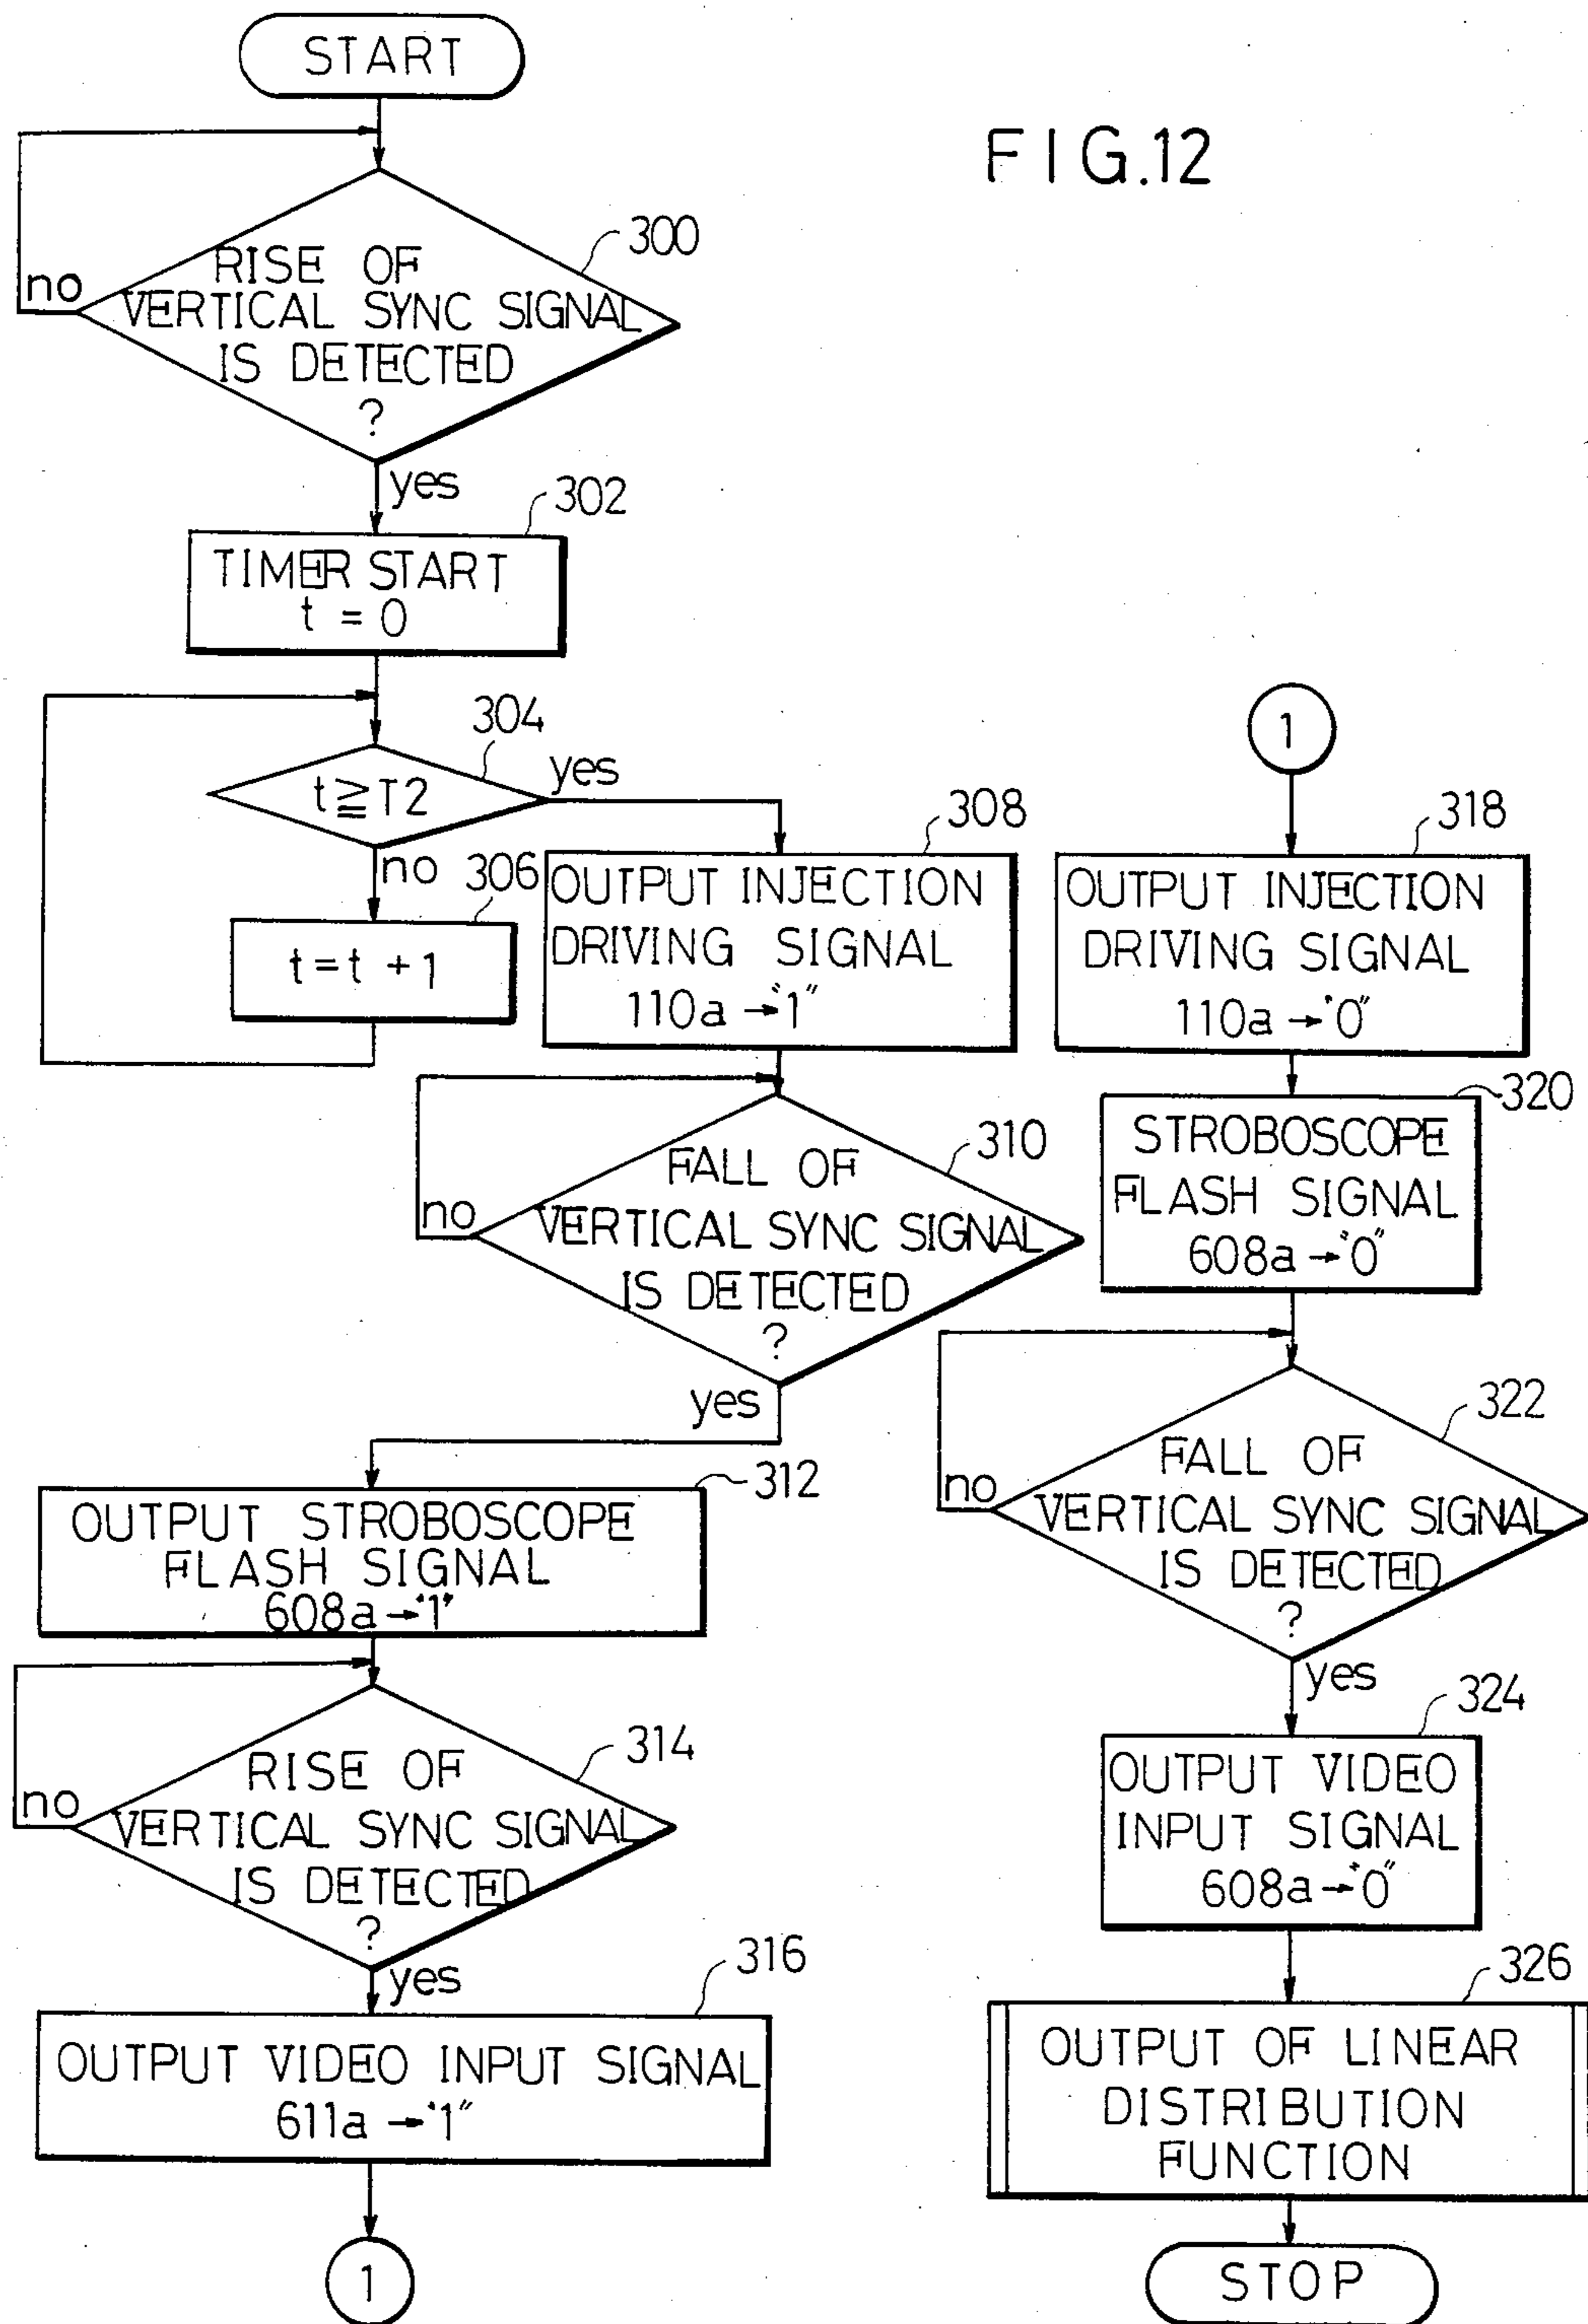 FIG.12
START
300
RISE OF
VERTICAL SYNC SIGNAL
IS DETECTED
?
no
yes
302
TIMER START
t = 0
304
t≧T2
yes
no
306
t=t+1
308
OUTPUT INJECTION
DRIVING SIGNAL
110a→"1"
310
FALL OF
VERTICAL SYNC SIGNAL
IS DETECTED
?
no
yes
312
OUTPUT STROBOSCOPE
FLASH SIGNAL
608a→"1"
314
RISE OF
VERTICAL SYNC SIGNAL
IS DETECTED
?
no
yes
316
OUTPUT VIDEO INPUT SIGNAL
611a→"1"
1
1
318
OUTPUT INJECTION
DRIVING SIGNAL
110a→"0"
320
STROBOSCOPE
FLASH SIGNAL
608a→"0"
322
FALL OF
VERTICAL SYNC SIGNAL
IS DETECTED
?
no
yes
324
OUTPUT VIDEO
INPUT SIGNAL
608a→"0"
326
OUTPUT OF LINEAR
DISTRIBUTION
FUNCTION
STOP